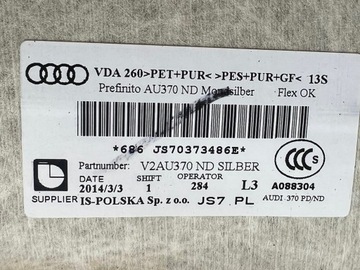 VDA 260>PET+PUR< >PES+PUR+GF< 13S
Prefinito AU370 ND Mondsilber Flex OK
*686 JS70373486E*
Partnumber: V2AU370 ND SILBER
DATE SHIFT OPERATOR
2014/3/3 1 284 L3
CCC
A088304
SUPPLIER IS-POLSKA Sp. z o.o. JS7. PL
AUDI .370 PD/ND